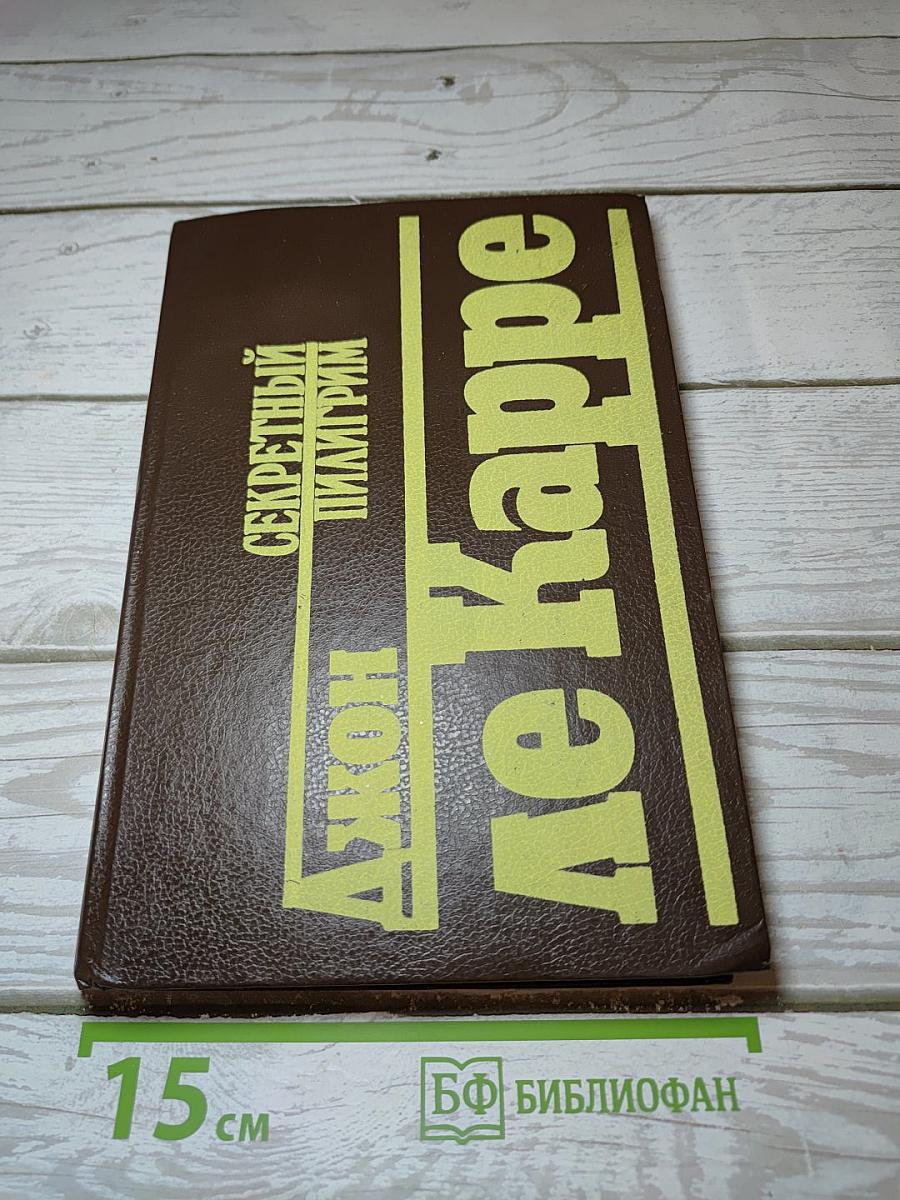 ДЖОН
СЕКРЕТНЫЙ
ПИЛИГРИМ
ле Карре
15 см
БФ БИБЛИОФАН